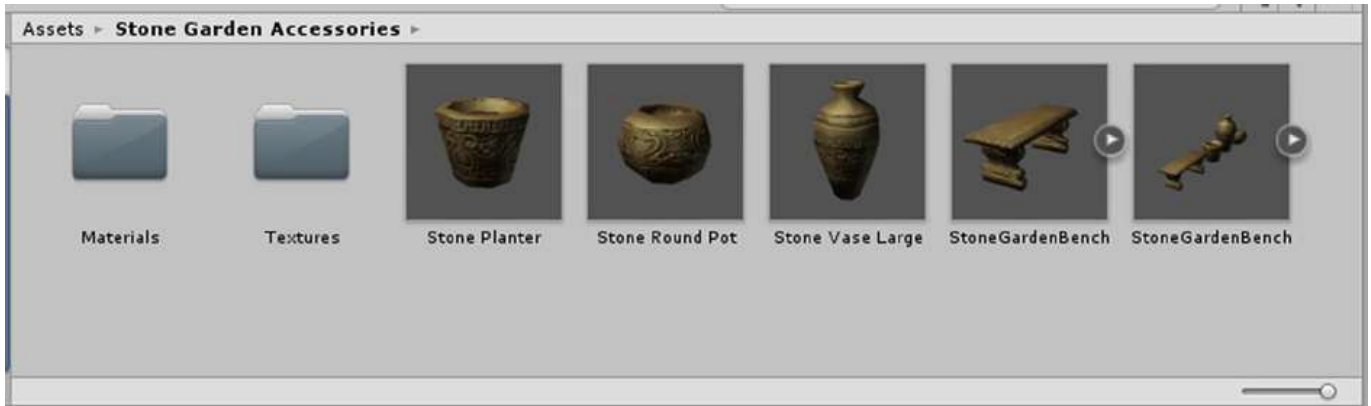 Assets ▸ Stone Garden Accessories ▸
Materials
Textures
Stone Planter
Stone Round Pot
Stone Vase Large
StoneGardenBench
StoneGardenBench